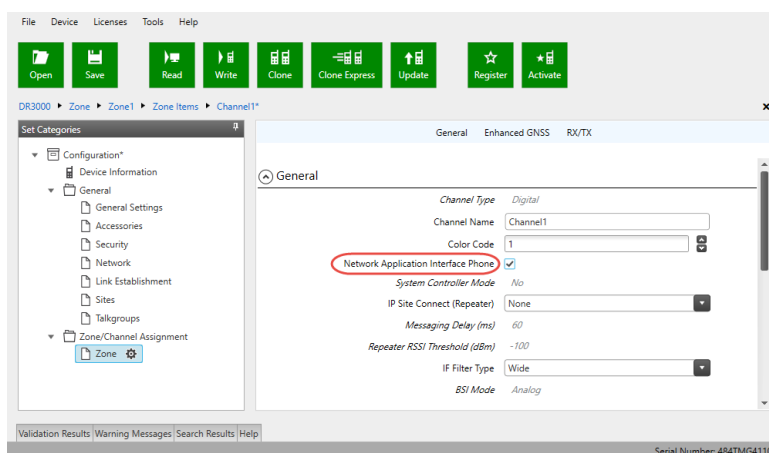 File Device Licenses Tools Help
Open Save Read Write Clone Clone Express Update Register Activate
DR3000 Zone Zone1 Zone Items Channel1*
Set Categories
General Enhanced GNSS RX/TX
Configuration*
Device Information
General
General Settings
Accessories
Security
Network
Link Establishment
Sites
Talkgroups
Zone/Channel Assignment
Zone
General
Channel Type Digital
Channel Name Channel1
Color Code 1
Network Application Interface Phone
System Controller Mode No
IP Site Connect (Repeater) None
Messaging Delay (ms) 60
Repeater RSSI Threshold (dBm) -100
IF Filter Type Wide
BSI Mode Analog
Validation Results Warning Messages Search Results Help
Serial Number: 484TMG4110